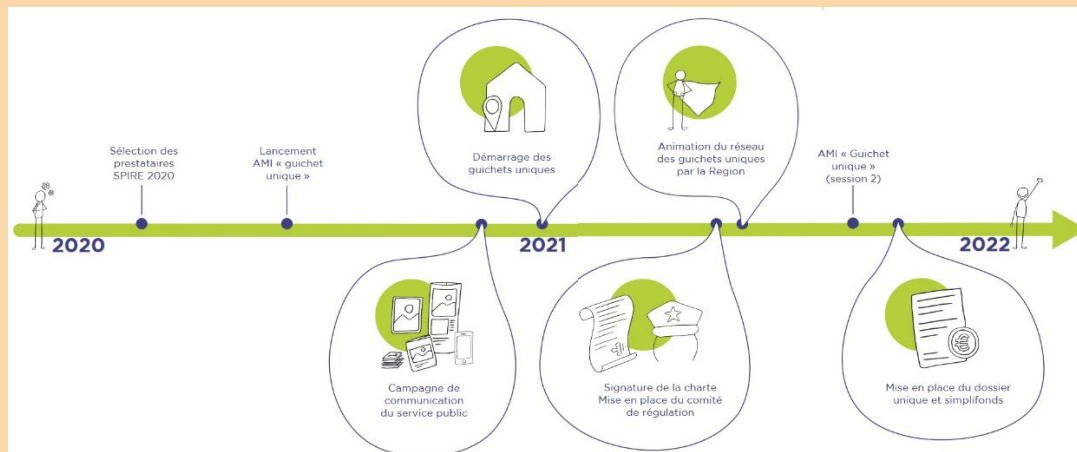 Sélection des
prestataires
SPIRE 2020
Lancement
AMI « guichet
unique »
Démarrage des
guichets uniques
Animation du réseau
des guichets uniques
par la Region
AMI « Guichet
unique »
(session 2)
2020
2021
2022
Campagne de
communication
du service public
Signature de la charte
Mise en place du comité
de régulation
Mise en place du dossier
unique et simplifonds